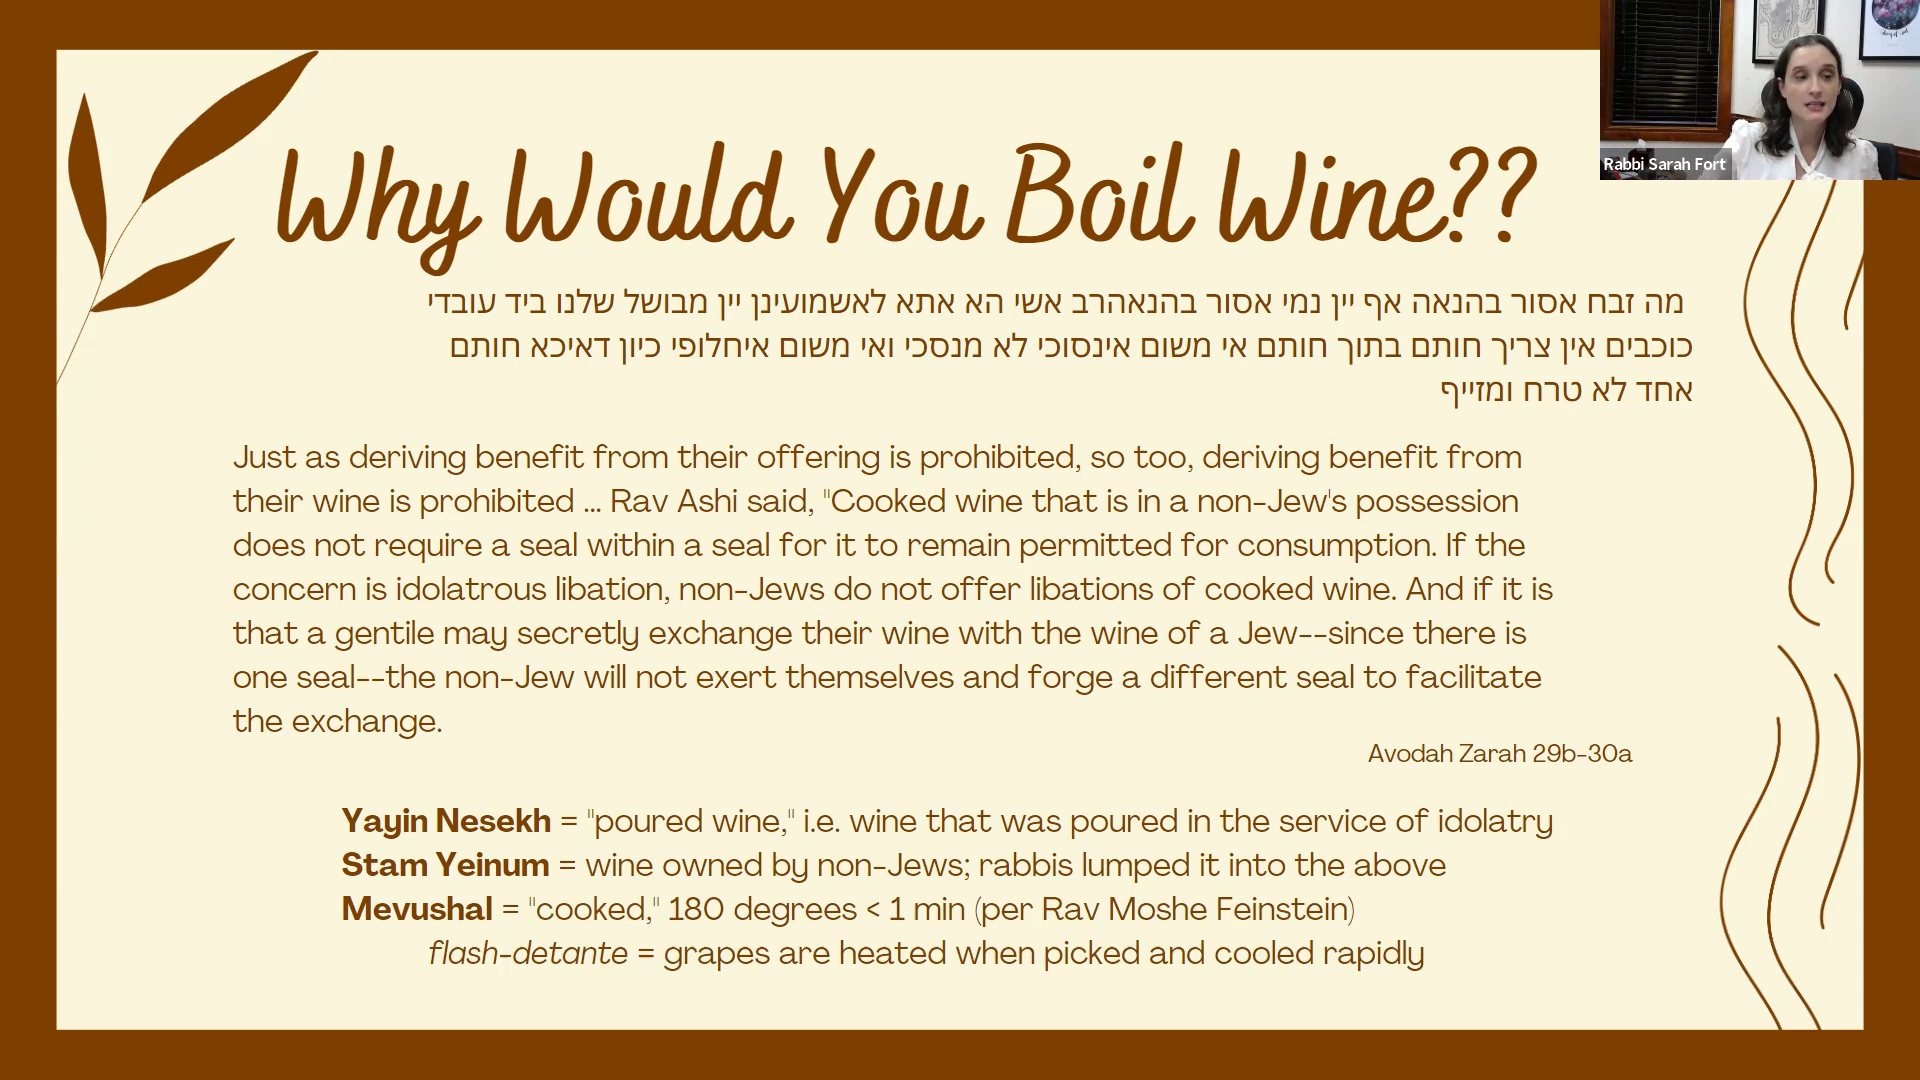 Why Would You Boil Wine??
מה זבח אסור בהנאה אף יין נמי אסור בהנאהרב אשי הא אתא לאשמועינן יין מבושל שלנו ביד עובדי
כוכבים אין צריך חותם בתוך חותם אי משום אינסוכי לא מנסכי ואי משום איחלופי כיון דאיכא חותם
אחד לא טרח ומזייף
Just as deriving benefit from their offering is prohibited, so too, deriving benefit from
their wine is prohibited ... Rav Ashi said, "Cooked wine that is in a non-Jew's possession
does not require a seal within a seal for it to remain permitted for consumption. If the
concern is idolatrous libation, non-Jews do not offer libations of cooked wine. And if it is
that a gentile may secretly exchange their wine with the wine of a Jew--since there is
one seal--the non-Jew will not exert themselves and forge a different seal to facilitate
the exchange.
Avodah Zarah 29b-30a
Yayin Nesekh = "poured wine," i.e. wine that was poured in the service of idolatry
Stam Yeinum = wine owned by non-Jews; rabbis lumped it into the above
Mevushal = "cooked," 180 degrees < 1 min (per Rav Moshe Feinstein)
flash-detante = grapes are heated when picked and cooled rapidly
Rabbi Sarah Fort